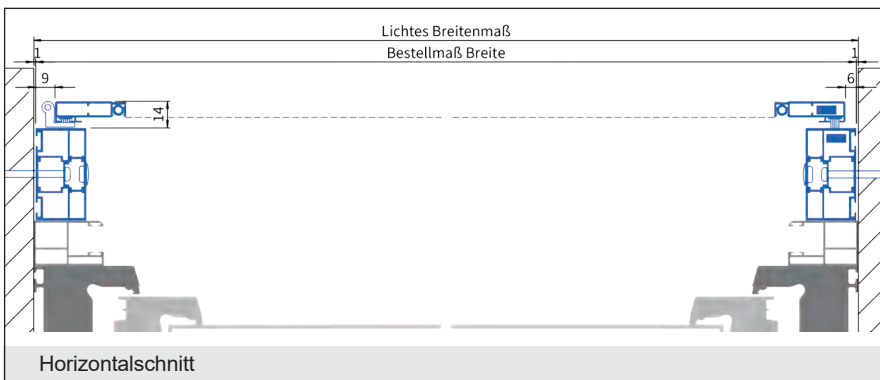 Lichtes Breitenmaß
Bestellmaß Breite
1
1
9
6
14
Horizontalschnitt